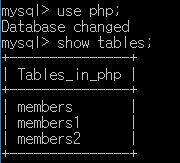 mysql> use php;
Database changed
mysql> show tables;
+---------------+
| Tables_in_php |
+---------------+
| members       |
| members1      |
| members2      |
+---------------+